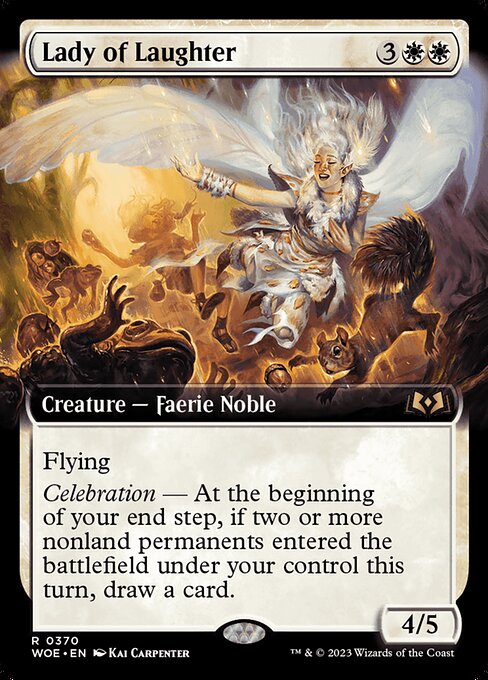 Lady of Laughter 3
Creature — Faerie Noble
Flying
Celebration — At the beginning
of your end step, if two or more
nonland permanents entered the
battlefield under your control this
turn, draw a card.
4/5
R 0370
WOE • EN Kai Carpenter ™ & © 2023 Wizards of the Coast